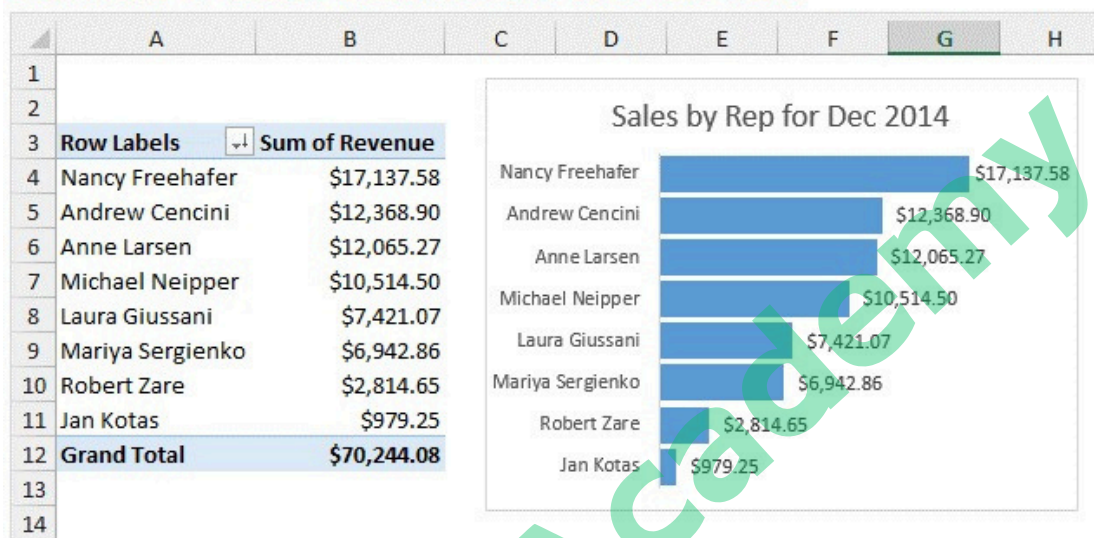 A B C D E F G H
1
2
3 Row Labels Sum of Revenue
4 Nancy Freehafer $17,137.58
5 Andrew Cencini $12,368.90
6 Anne Larsen $12,065.27
7 Michael Neipper $10,514.50
8 Laura Giussani $7,421.07
9 Mariya Sergienko $6,942.86
10 Robert Zare $2,814.65
11 Jan Kotas $979.25
12 Grand Total $70,244.08
13
14
Sales by Rep for Dec 2014
Nancy Freehafer $17,137.58
Andrew Cencini $12,368.90
Anne Larsen $12,065.27
Michael Neipper $10,514.50
Laura Giussani $7,421.07
Mariya Sergienko $6,942.86
Robert Zare $2,814.65
Jan Kotas $979.25
Academy